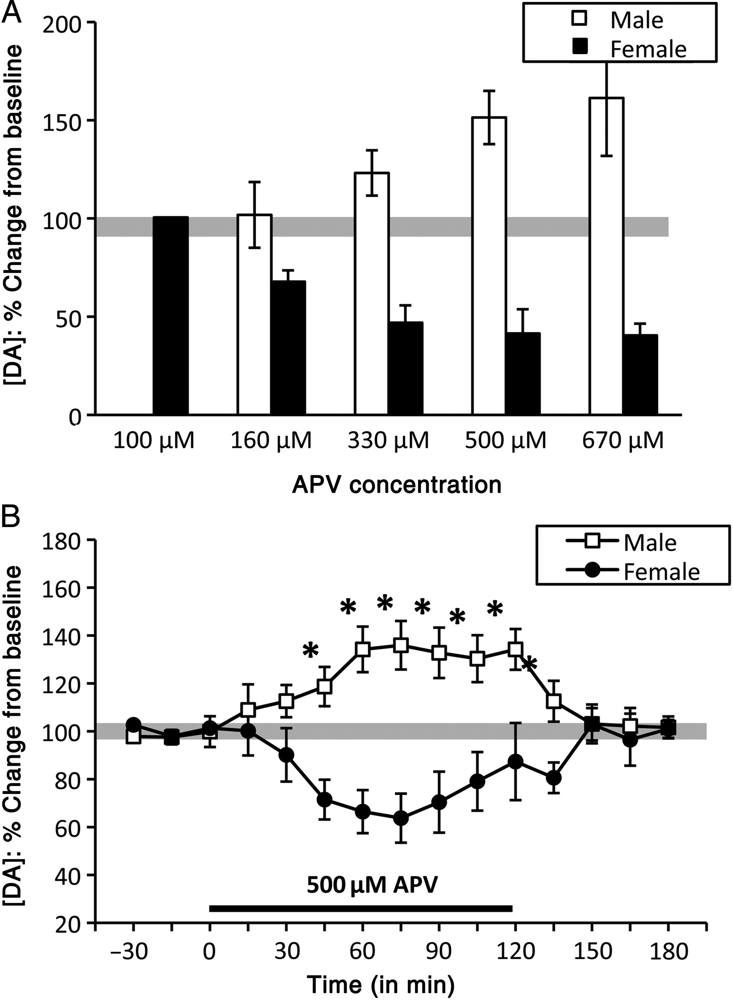 A
[DA]: % Change from baseline
200
150
100
50
0
Male
Female
100 µM 160 µM 330 µM 500 µM 670 µM
APV concentration
B
[DA]: % Change from baseline
180
160
140
120
100
80
60
40
20
Male
Female
* * * * * * *
500 µM APV
−30 0 30 60 90 120 150 180
Time (in min)